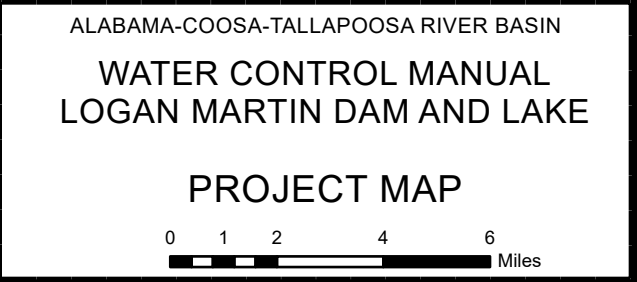 ALABAMA-COOSA-TALLAPOOSA RIVER BASIN
WATER CONTROL MANUAL
LOGAN MARTIN DAM AND LAKE
PROJECT MAP
0 1 2 4 6
Miles